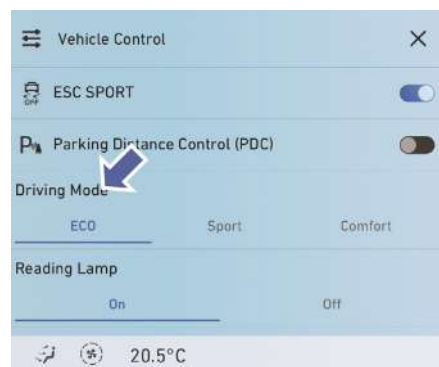 Vehicle Control
OFF
ESC SPORT
P Parking Distance Control (PDC)
Driving Mode
ECO Sport Comfort
Reading Lamp
On Off
20.5°C